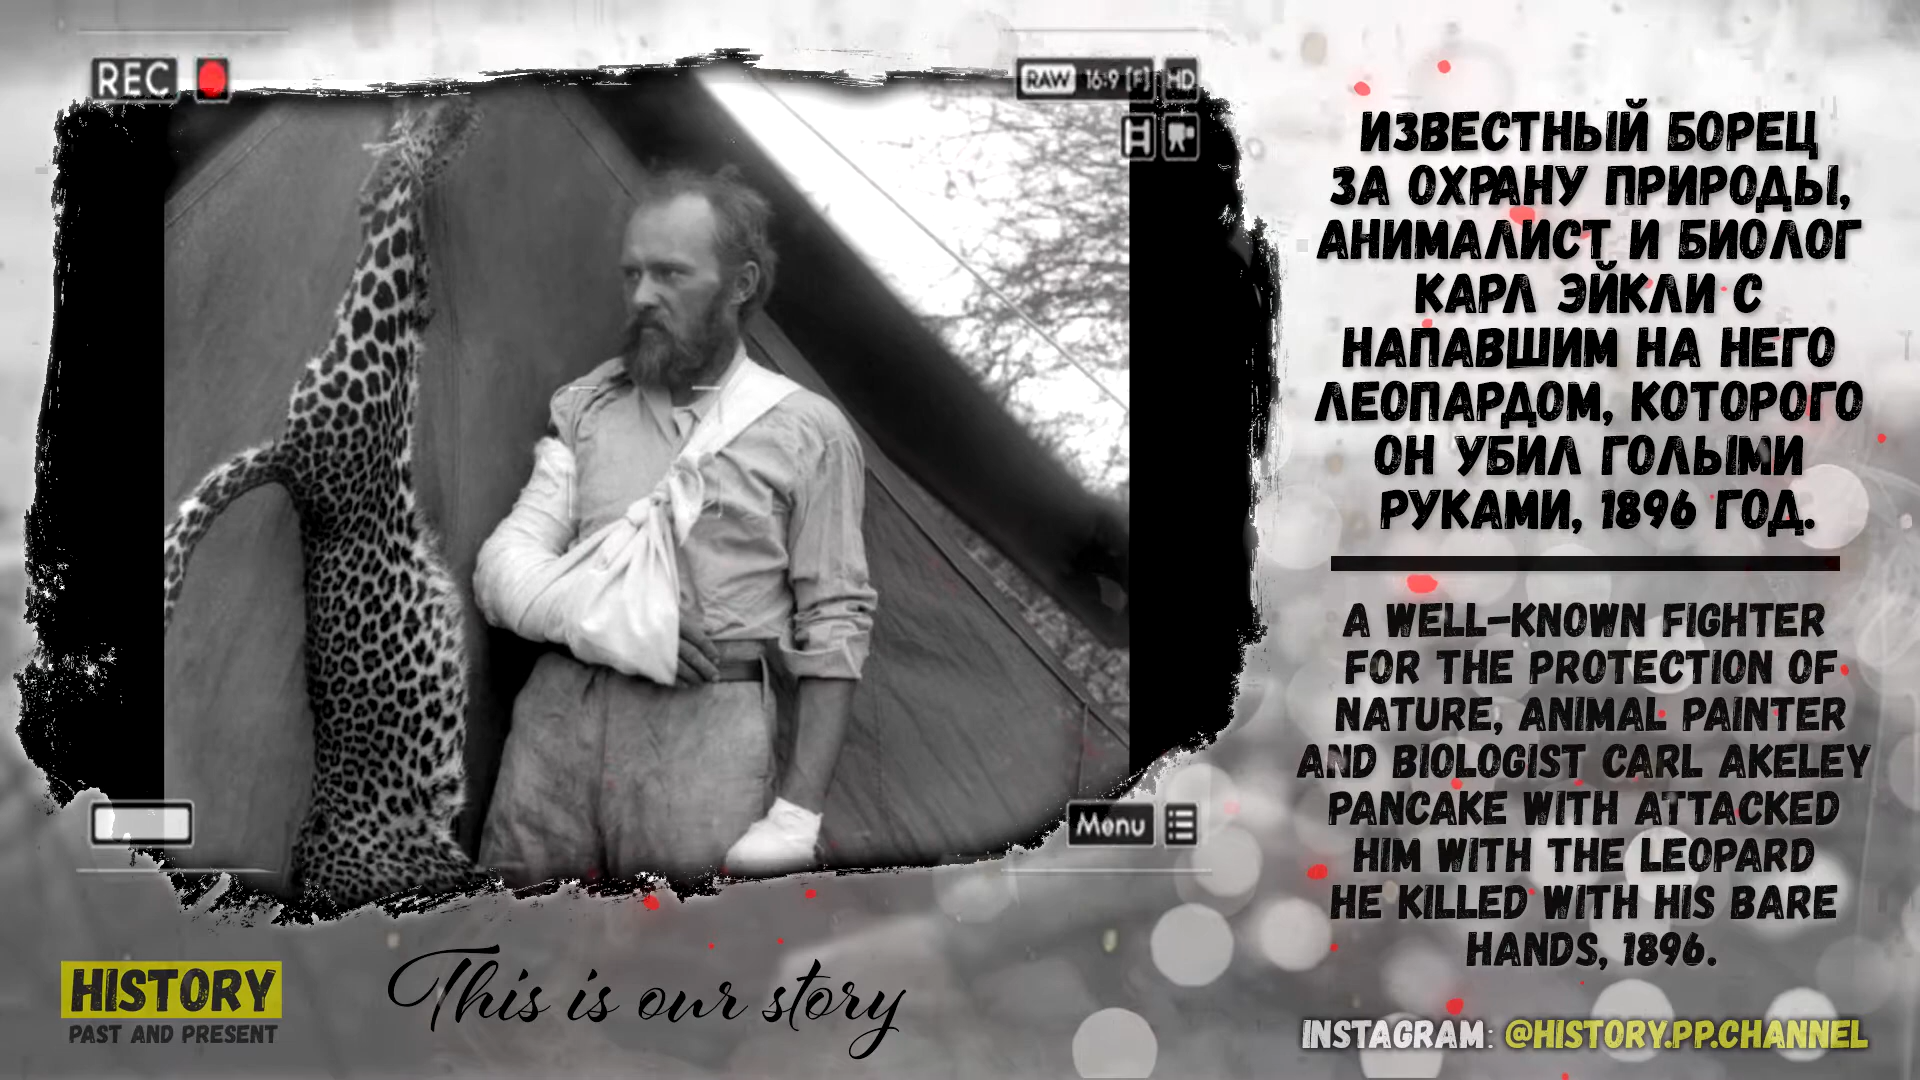 REC
RAW 16:9 [F] HD
ИЗВЕСТНЫЙ БОРЕЦ
ЗА ОХРАНУ ПРИРОДЫ,
АНИМАЛИСТ И БИОЛОГ
КАРЛ ЭЙКЛИ С
НАПАВШИМ НА НЕГО
ЛЕОПАРДОМ, КОТОРОГО
ОН УБИЛ ГОЛЫМИ
РУКАМИ, 1896 ГОД.
A WELL-KNOWN FIGHTER
FOR THE PROTECTION OF
NATURE, ANIMAL PAINTER
AND BIOLOGIST CARL AKELEY
PANCAKE WITH ATTACKED
HIM WITH THE LEOPARD
HE KILLED WITH HIS BARE
HANDS, 1896.
Menu
HISTORY
PAST AND PRESENT
This is our story
INSTAGRAM: @HISTORY.PP.CHANNEL